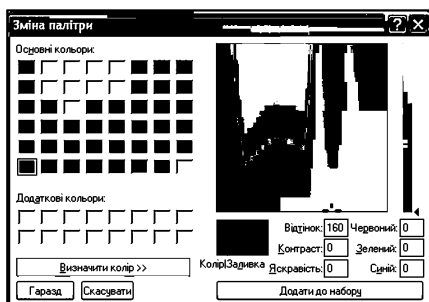 Зміна палітри
Основні кольори:
Додаткові кольори:
Визначити колір >>
Гаразд Скасувати
Колір|Заливка
Відтінок: 160 Червоний: 0
Контраст: 0 Зелений: 0
Яскравість: 0 Синій: 0
Додати до набору